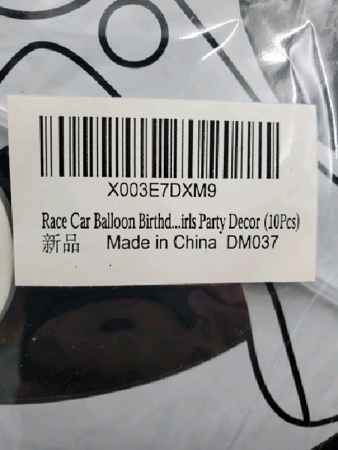 X003E7DXM9
Race Car Balloon Birthd...irls Party Decor (10Pcs)
新品 Made in China DM037